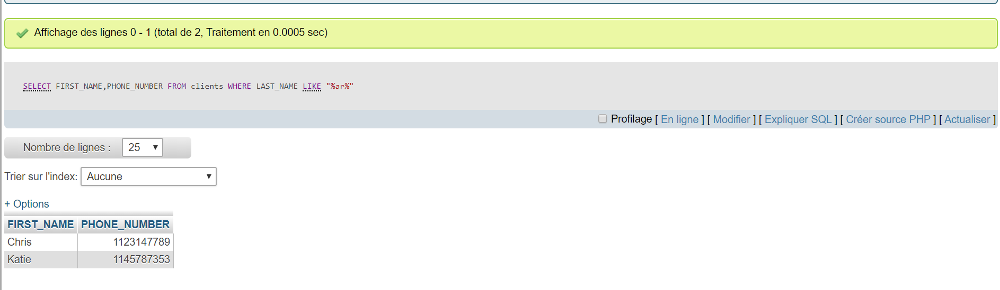 Affichage des lignes 0 - 1 (total de 2, Traitement en 0.0005 sec)
SELECT FIRST_NAME,PHONE_NUMBER FROM clients WHERE LAST_NAME LIKE "%ar%"
Profilage [ En ligne ] [ Modifier ] [ Expliquer SQL ] [ Créer source PHP ] [ Actualiser ]
Nombre de lignes : 25
Trier sur l'index: Aucune
+ Options
FIRST_NAME PHONE_NUMBER
Chris 1123147789
Katie 1145787353